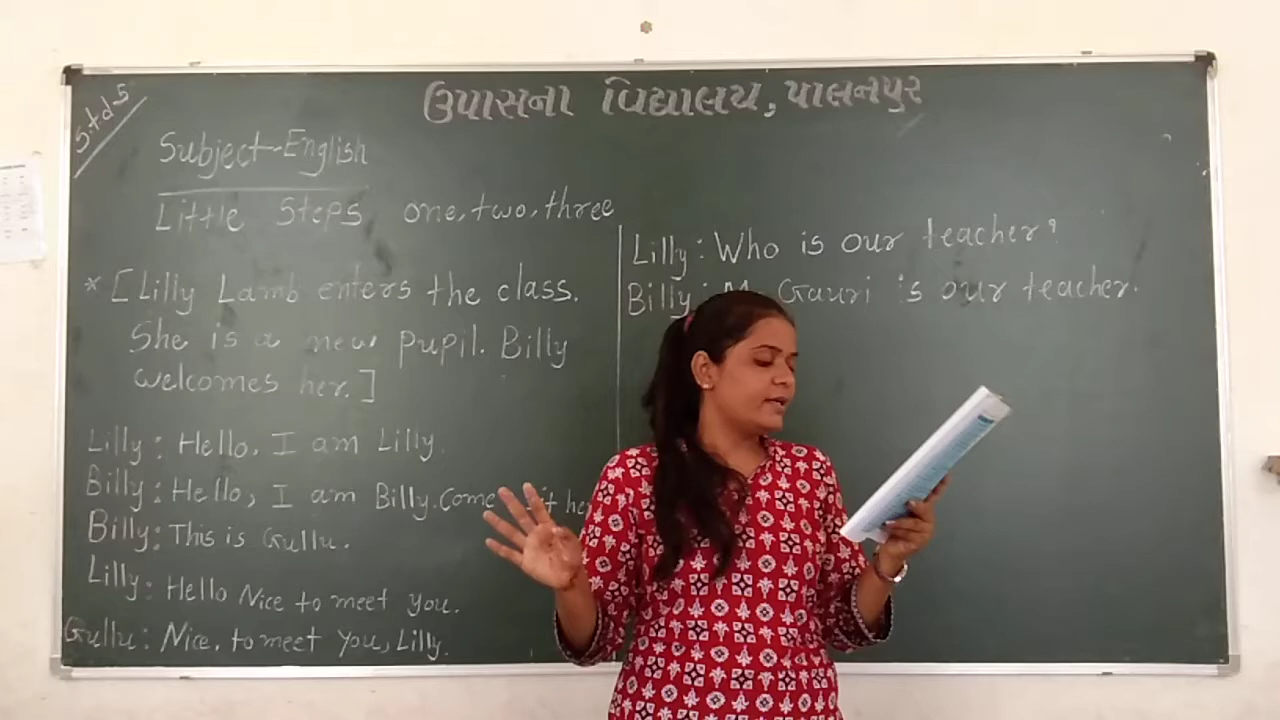 Std 5
ઉપાસના વિદ્યાલય, પાલનપુર
Subject-English
Little Steps one, two, three
* [Lilly Lamb enters the class.
She is a new pupil. Billy
welcomes her.]
Lilly: Hello, I am Lilly.
Billy: Hello, I am Billy. Come
Billy: This is Gullu.
Lilly: Hello Nice to meet you.
Gullu: Nice, to meet you, Lilly.
Lilly: Who is our teacher?
Billy: Gauri is our teacher.